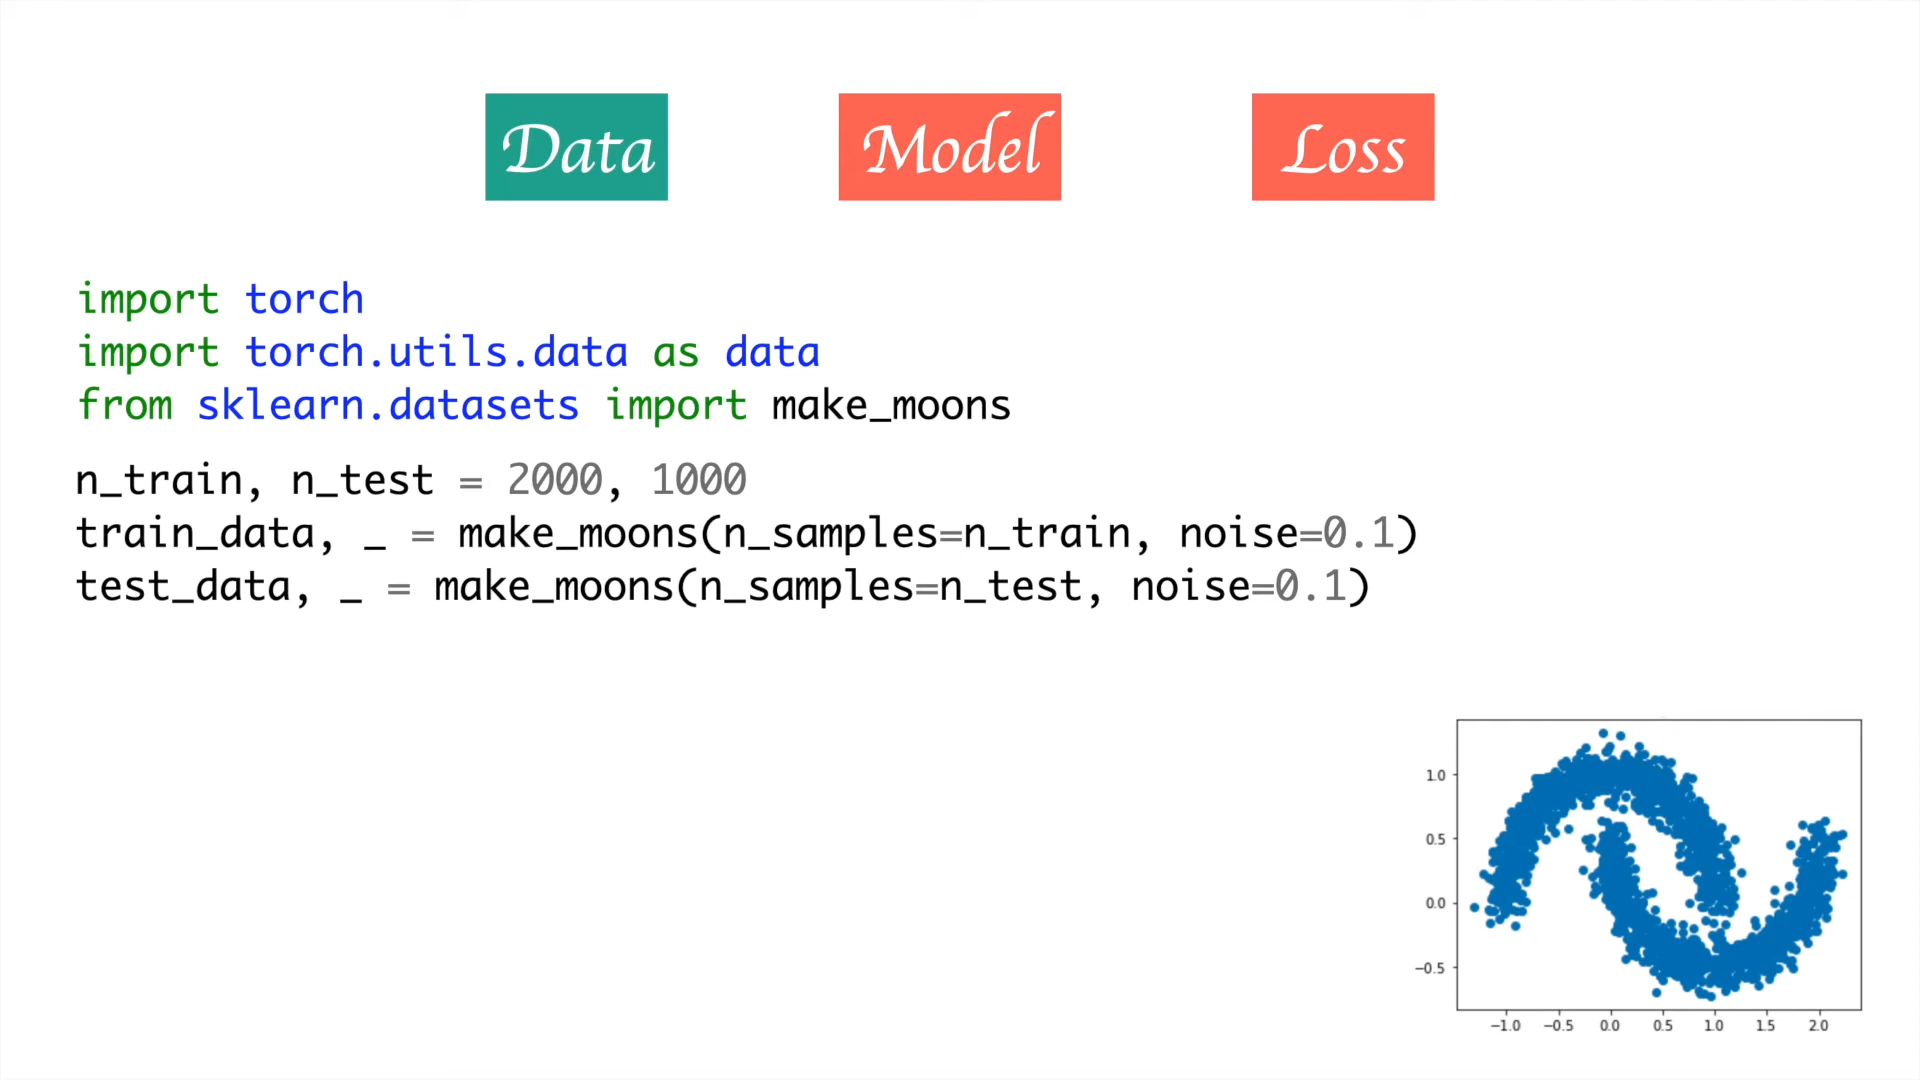 Data Model Loss
import torch
import torch.utils.data as data
from sklearn.datasets import make_moons
n_train, n_test = 2000, 1000
train_data, _ = make_moons(n_samples=n_train, noise=0.1)
test_data, _ = make_moons(n_samples=n_test, noise=0.1)
1.0
0.5
0.0
−0.5
−1.0 −0.5 0.0 0.5 1.0 1.5 2.0